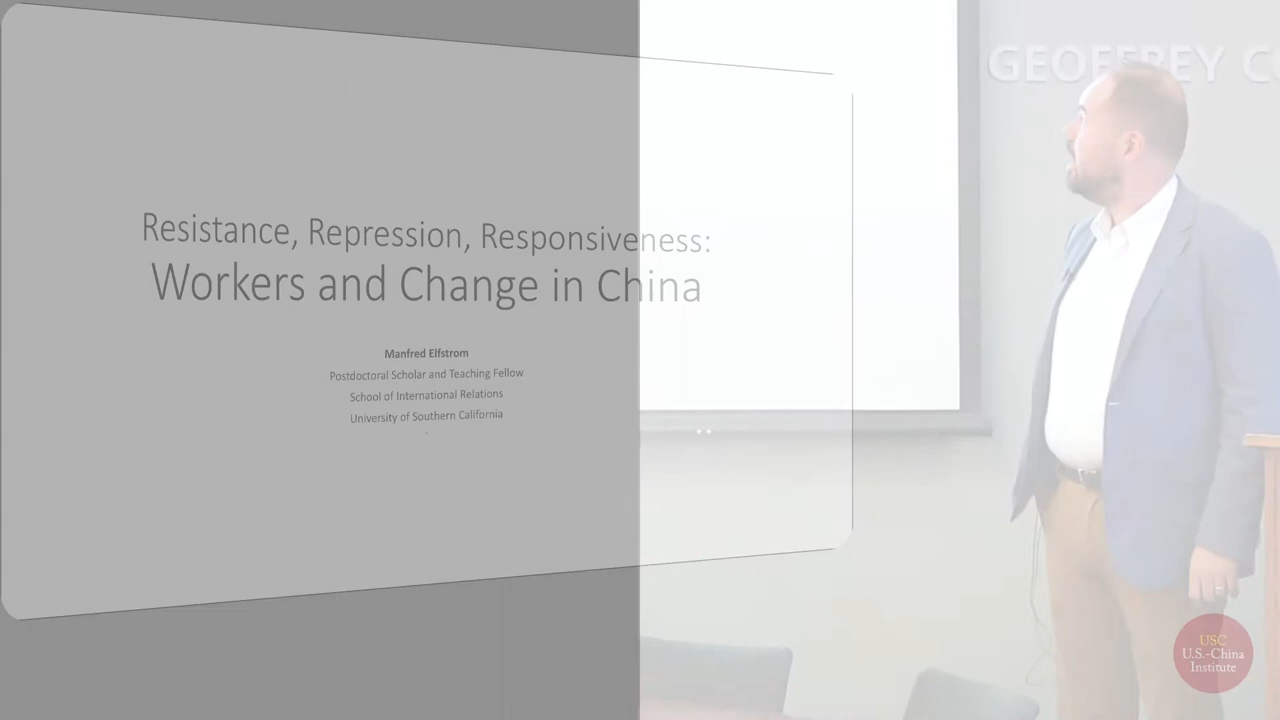 Resistance, Repression, Responsiveness:
Workers and Change in China
Manfred Elfstrom
Postdoctoral Scholar and Teaching Fellow
School of International Relations
University of Southern California
GEOFFREY
USC
U.S.-China
Institute